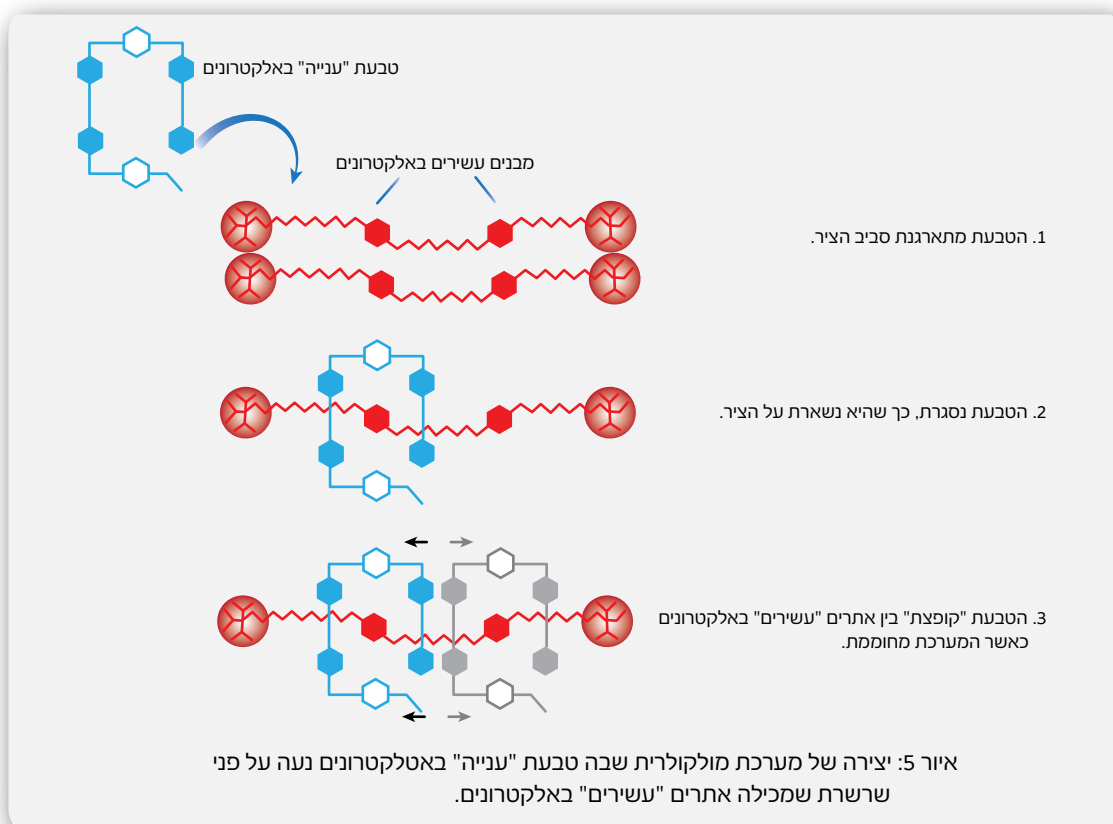 טבעת "ענייה" באלקטרונים
מבנים עשירים באלקטרונים
1. הטבעת מתארגנת סביב הציר.
2. הטבעת נסגרת, כך שהיא נשארת על הציר.
3. הטבעת "קופצת" בין אתרים "עשירים" באלקטרונים
כאשר המערכת מחוממת.
איור 5: יצירה של מערכת מולקולרית שבה טבעת "ענייה" באטלקטרונים נעה על פני
שרשרת שמכילה אתרים "עשירים" באלקטרונים.